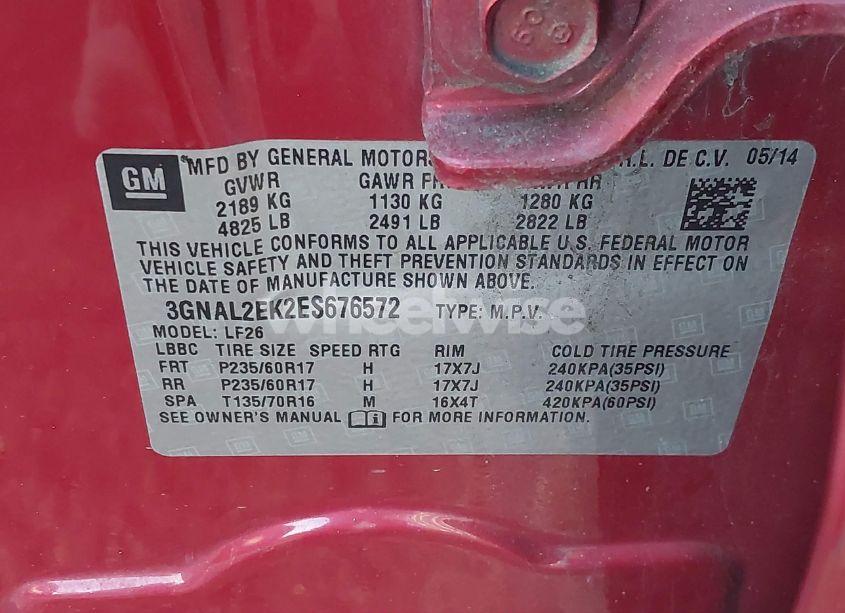 GM
MFD BY GENERAL MOTORS DE C.V. 05/14
GVWR GAWR RR
2189 KG 1130 KG 1280 KG
4825 LB 2491 LB 2822 LB
THIS VEHICLE CONFORMS TO ALL APPLICABLE U.S. FEDERAL MOTOR
VEHICLE SAFETY AND THEFT PREVENTION STANDARDS IN EFFECT ON
THE DATE OF MANUFACTURE SHOWN ABOVE.
3GNAL2EK2ES676572 TYPE: M.P.V.
wheelwise
MODEL: LF26
LBBC TIRE SIZE SPEED RTG RIM COLD TIRE PRESSURE
FRT P235/60R17 H 17X7J 240KPA(35PSI)
RR P235/60R17 H 17X7J 240KPA(35PSI)
SPA T135/70R16 M 16X4T 420KPA(60PSI)
SEE OWNER'S MANUAL FOR MORE INFORMATION.